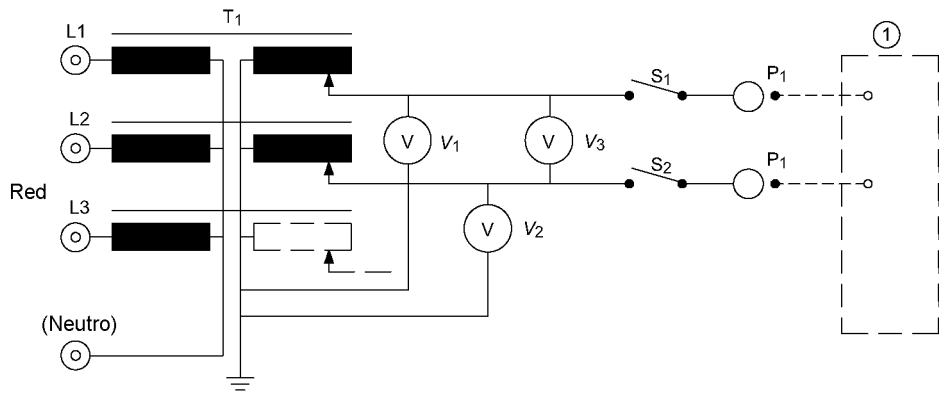 T1
1
L1
S1
P1
V
V1
V
V3
L2
S2
P1
Red
L3
V
V2
(Neutro)